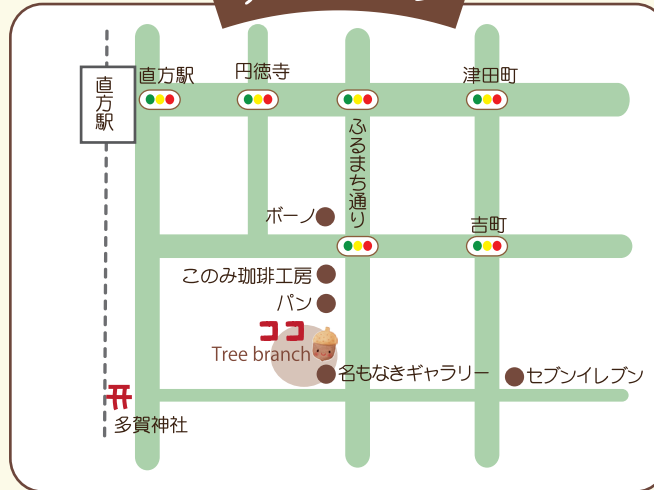 直方駅
直方駅
円徳寺
津田町
ふるまち通り
ボーノ
吉町
このみ珈琲工房
パン
ココ
Tree branch
名もなきギャラリー
セブンイレブン
多賀神社